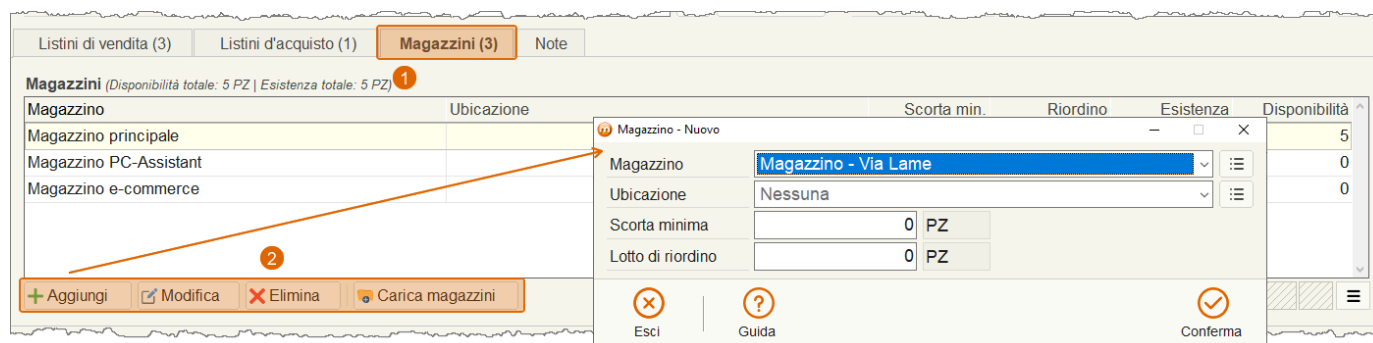 Listini di vendita (3) Listini d'acquisto (1) Magazzini (3) Note
Magazzini (Disponibilità totale: 5 PZ | Esistenza totale: 5 PZ) 1
Magazzino Ubicazione Scorta min. Riordino Esistenza Disponibilità
Magazzino principale 5
Magazzino PC-Assistant 0
Magazzino e-commerce 0
2
Aggiungi Modifica Elimina Carica magazzini
Magazzino - Nuovo
Magazzino Magazzino - Via Lame
Ubicazione Nessuna
Scorta minima 0 PZ
Lotto di riordino 0 PZ
Esci Guida Conferma